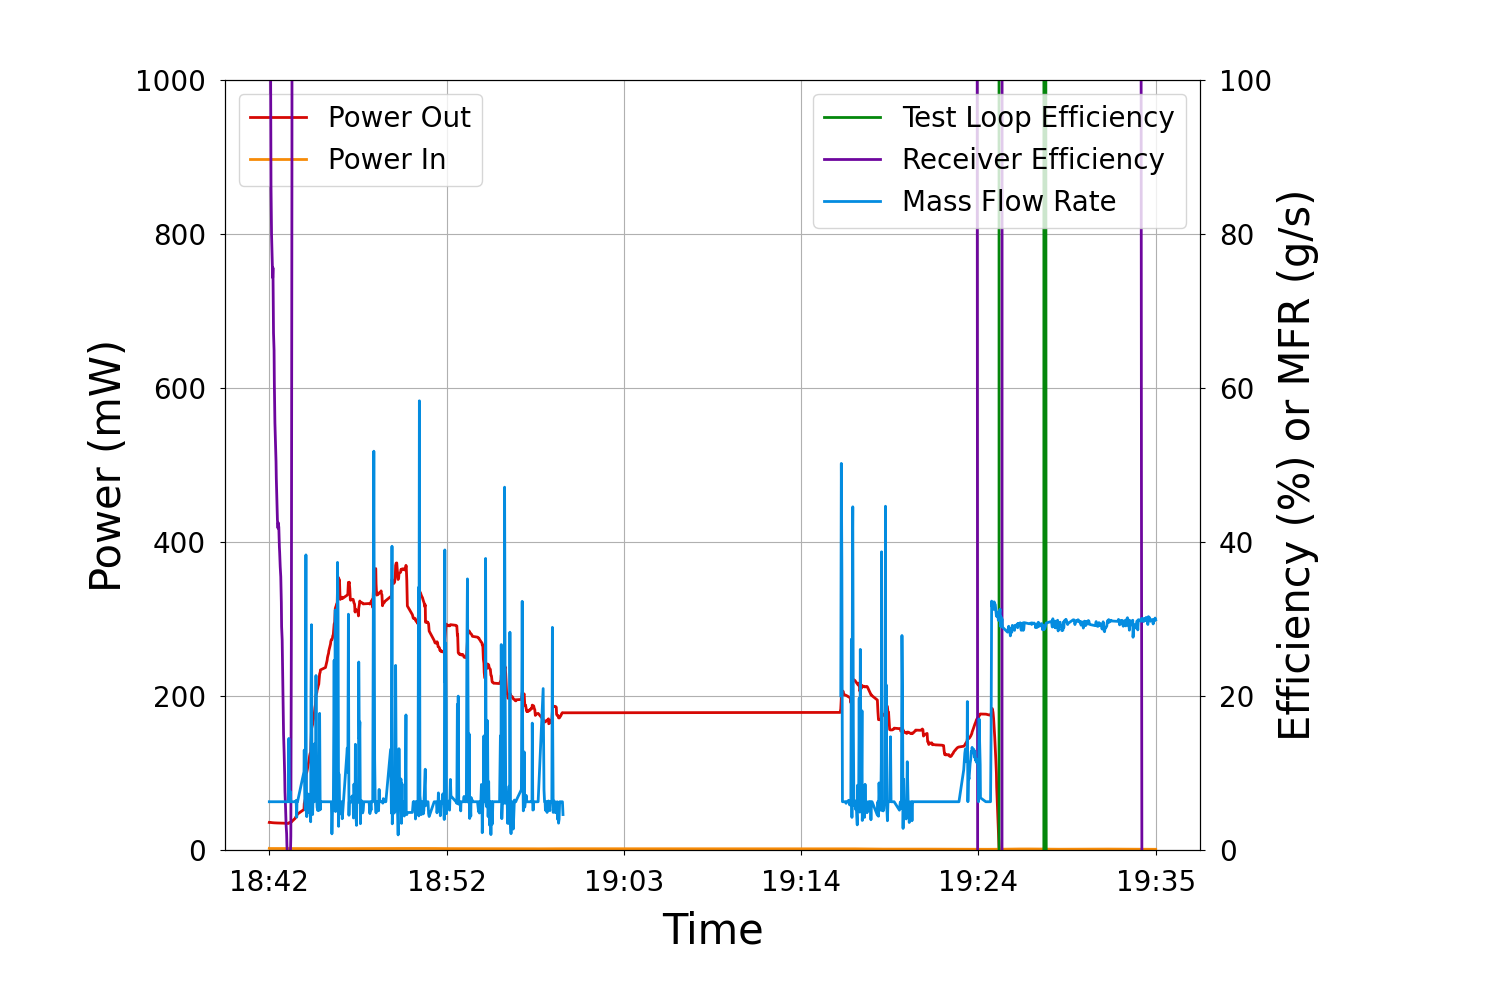 1000
800
600
400
200
0
Power (mW)
Power Out
Power In
Test Loop Efficiency
Receiver Efficiency
Mass Flow Rate
100
80
60
40
20
0
Efficiency (%) or MFR (g/s)
18:42
18:52
19:03
19:14
19:24
19:35
Time